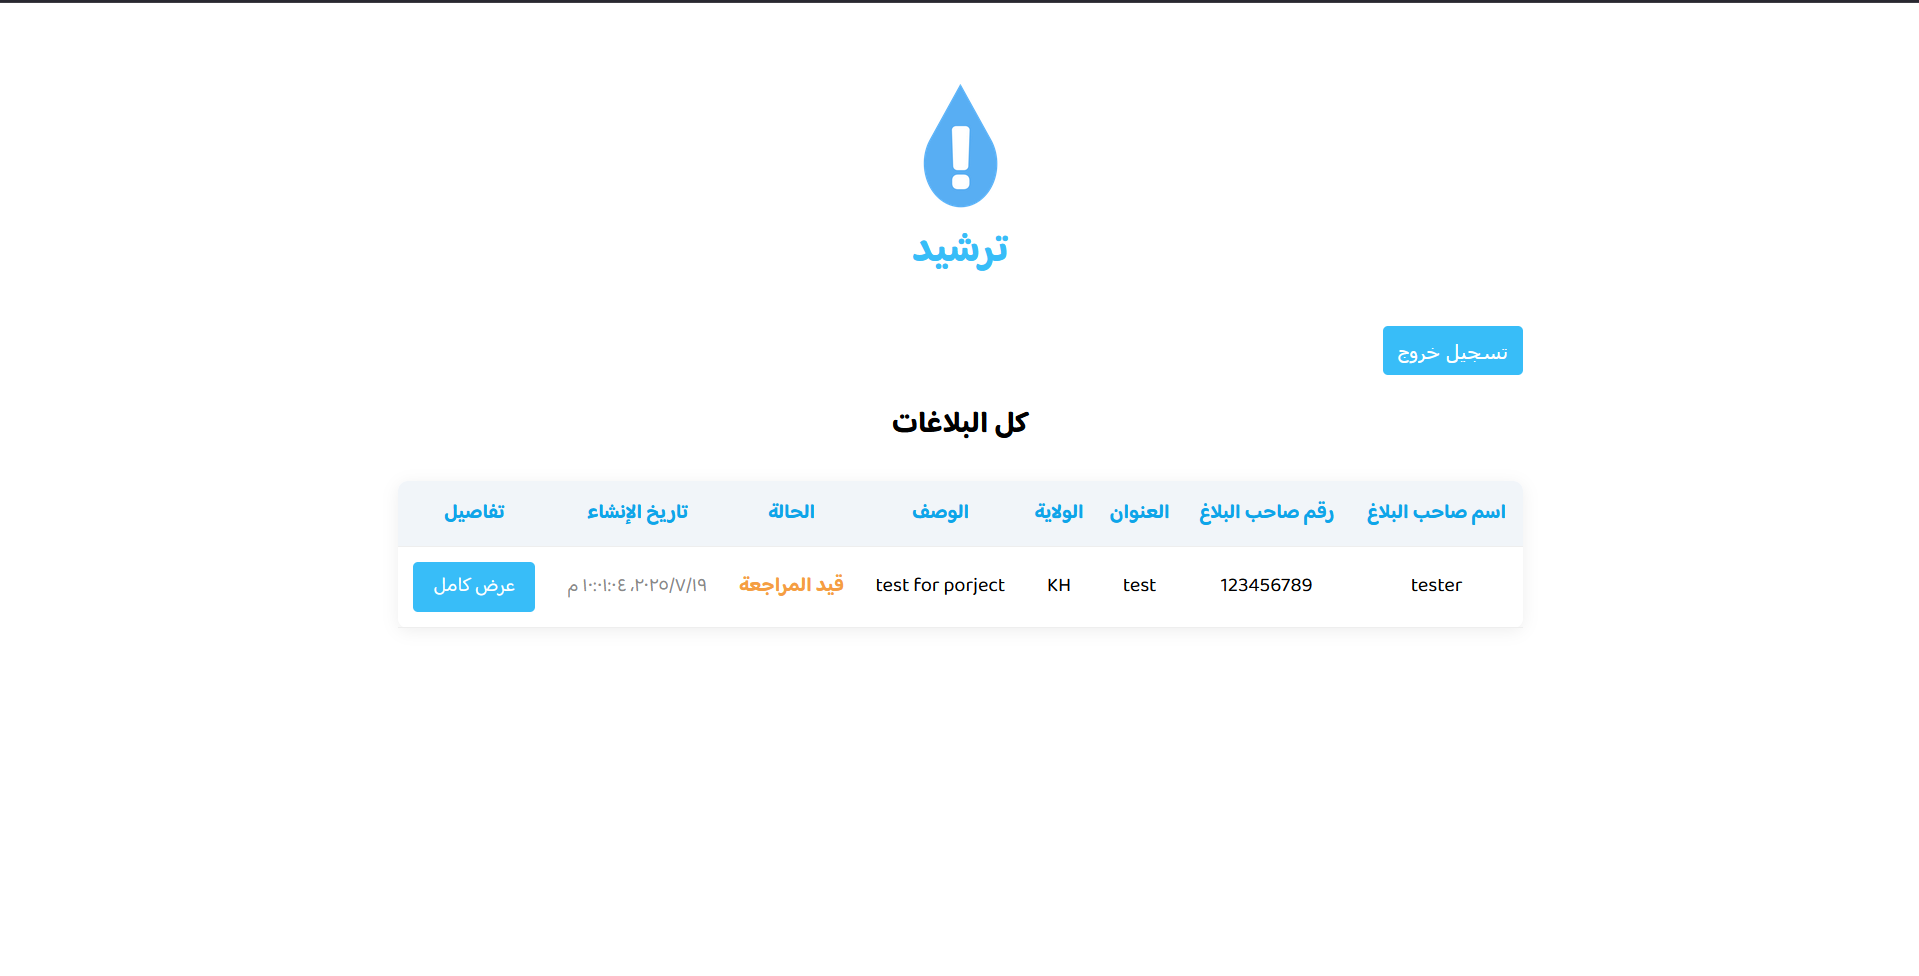 !
ترشيد
تسجيل خروج
كل البلاغات
اسم صاحب البلاغ رقم صاحب البلاغ العنوان الولاية الوصف الحالة تاريخ الإنشاء تفاصيل
tester 123456789 test KH test for porject قيد المراجعة ١٩‏/٧‏/٢٠٢٥، ١٠:٠١:٠٤ م عرض كامل